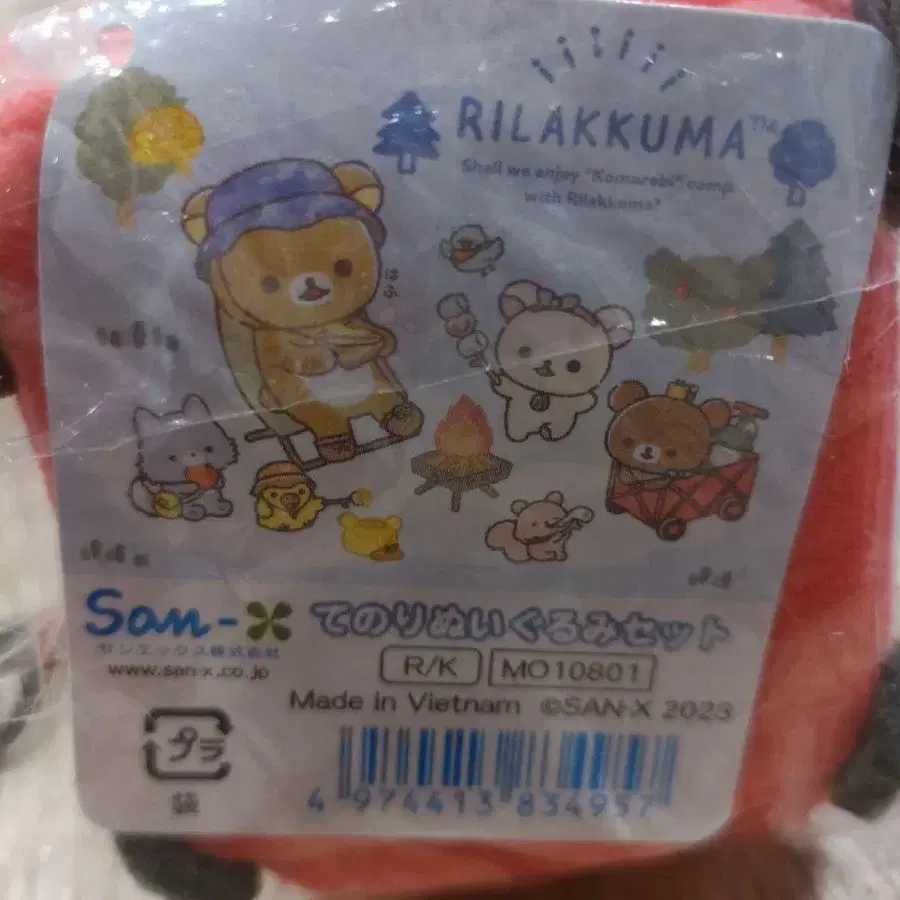 RILAKKUMA™
Shall we enjoy "Komorebi" camp
with Rilakkuma?
はふ
San-X
てのりぬいぐるみセット
サンエックス株式会社
www.san-x.co.jp
R/K
MO10801
Made in Vietnam ©SAN-X 2023
プラ
袋
4 974413 834957